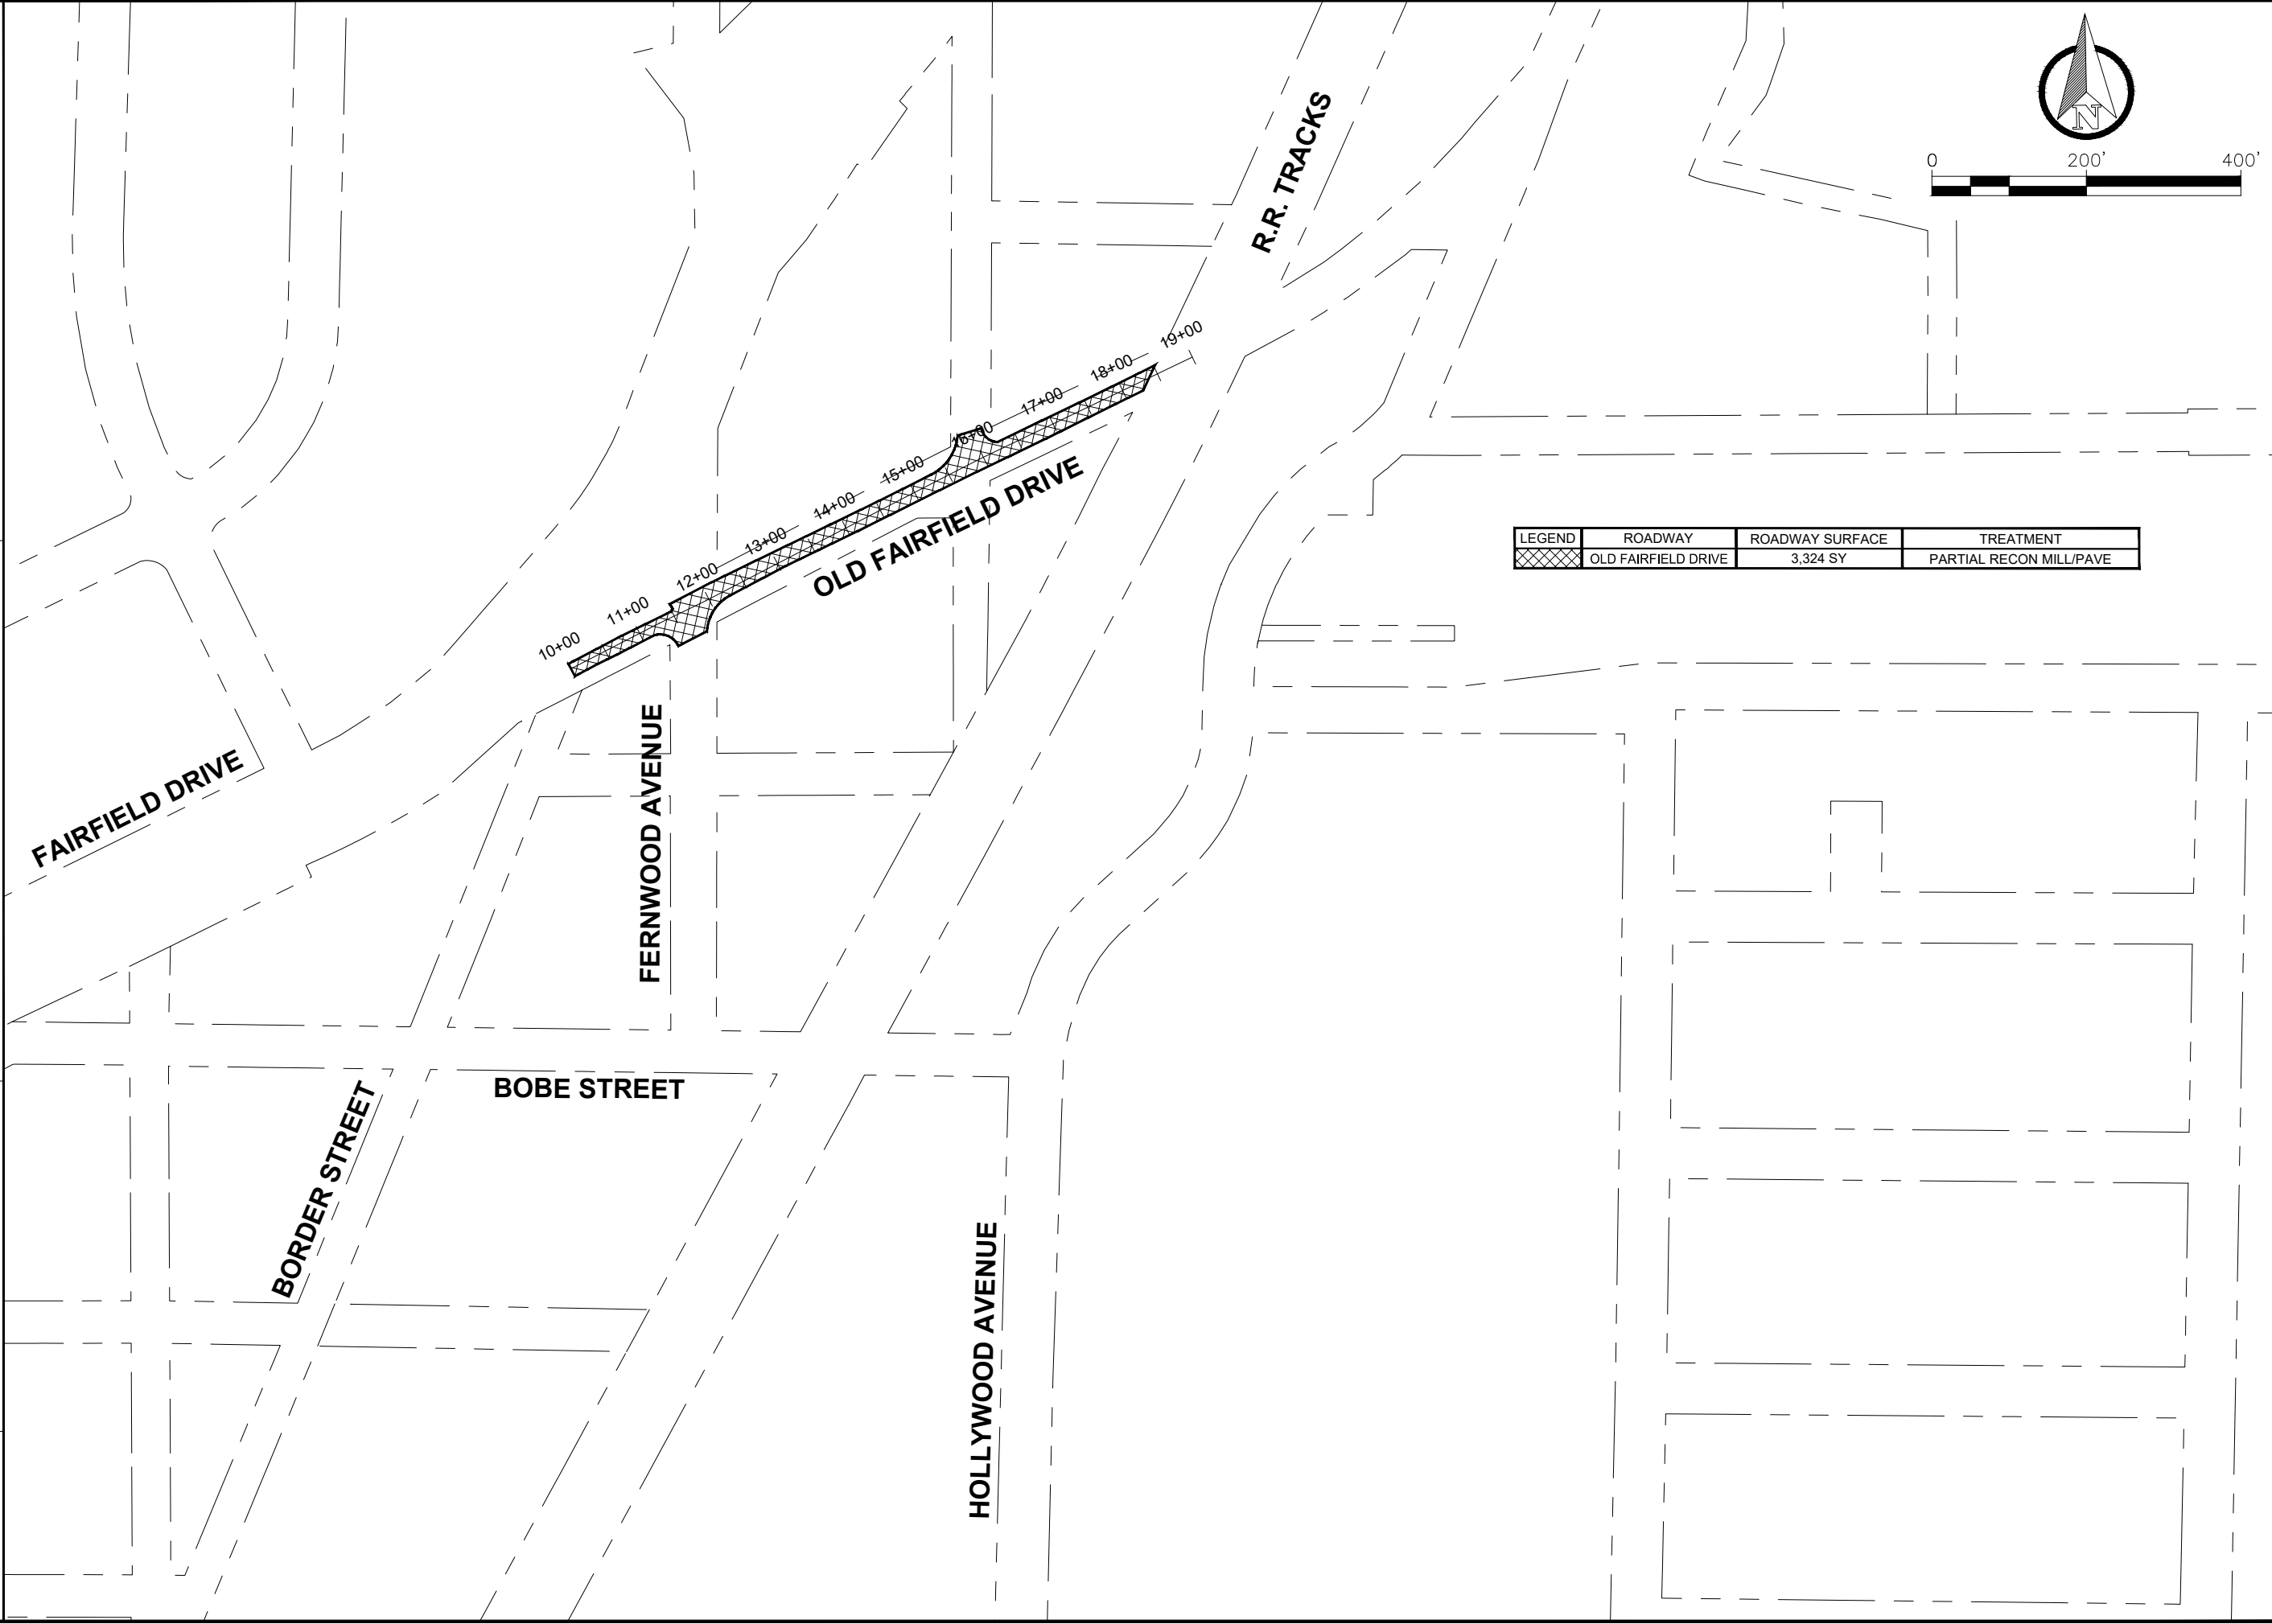 N
0 200' 400'
R.R. TRACKS
19+00
18+00
17+00
16+00
15+00
14+00
13+00
12+00
11+00
10+00
OLD FAIRFIELD DRIVE
LEGEND ROADWAY ROADWAY SURFACE TREATMENT
OLD FAIRFIELD DRIVE 3,324 SY PARTIAL RECON MILL/PAVE
FAIRFIELD DRIVE
FERNWOOD AVENUE
BOBE STREET
BORDER STREET
HOLLYWOOD AVENUE